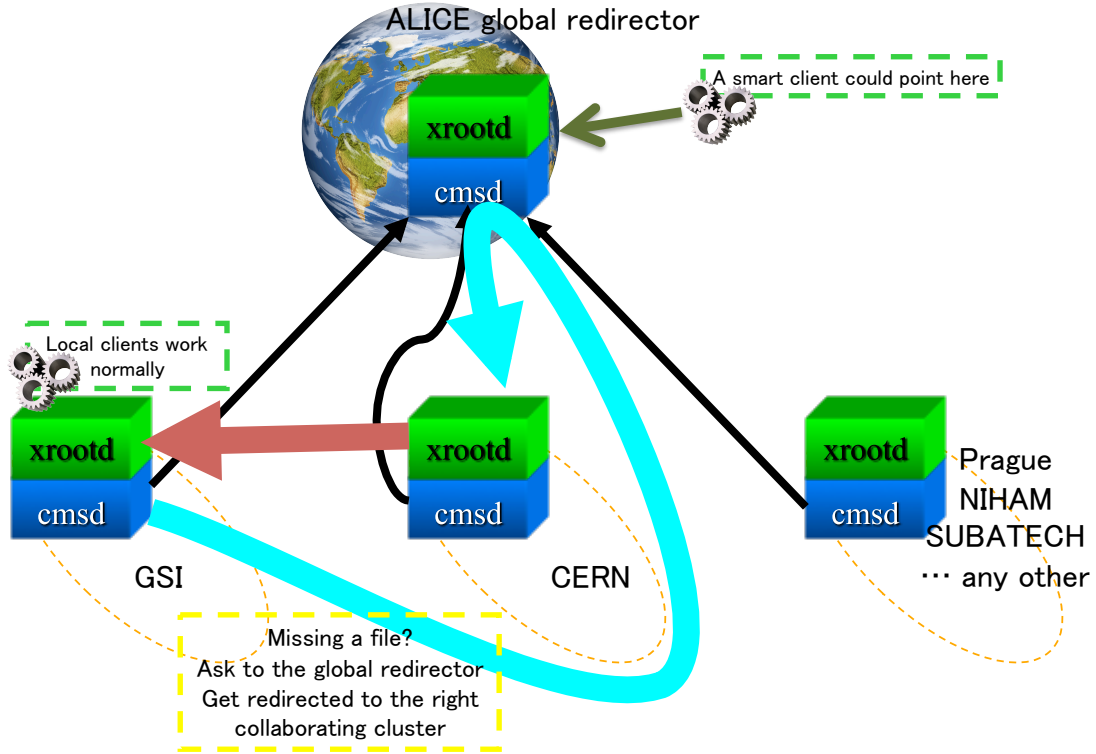 ALICE global redirector
A smart client could point here
xrootd
cmsd
Local clients work
normally
xrootd
cmsd
GSI
xrootd
cmsd
CERN
xrootd
cmsd
Prague
NIHAM
SUBATECH
… any other
Missing a file?
Ask to the global redirector
Get redirected to the right
collaborating cluster